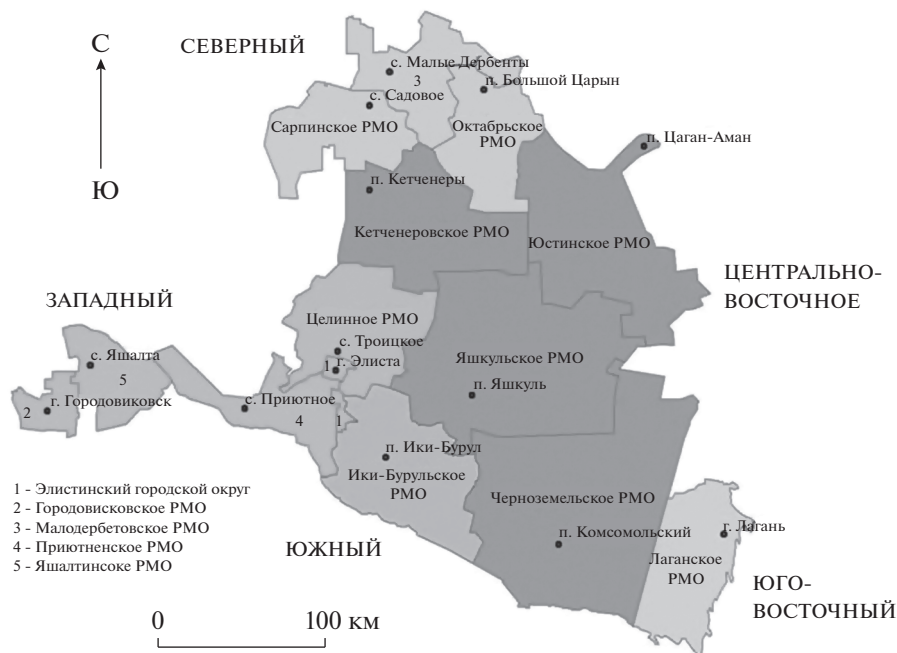 СЕВЕРНЫЙ
С
Ю
с. Малые Дербенты
3
п. Большой Царын
с. Садовое
Сарпинское РМО
Октабрьское
РМО
п. Цаган-Аман
п. Кетченеры
Кетченеровское РМО
Юстинское РМО
ЦЕНТРАЛЬНО-
ВОСТОЧНОЕ
ЗАПАДНЫЙ
Целинное РМО
с. Троицкое
1
г. Элиста
с. Яшалта
5
Яшкульское РМО
п. Яшкуль
2
г. Городовиковск
с. Приютное
4
1
п. Ики-Бурул
Ики-Бурульское
РМО
Черноземельское РМО
п. Комсомольский
г. Лагань
Лаганское
РМО
1 - Элистинский городской округ
2 - Городовисковское РМО
3 - Малодербетовское РМО
4 - Приютненское РМО
5 - Яшалтинсоке РМО
ЮЖНЫЙ
ЮГО-
ВОСТОЧНЫЙ
0
100 км